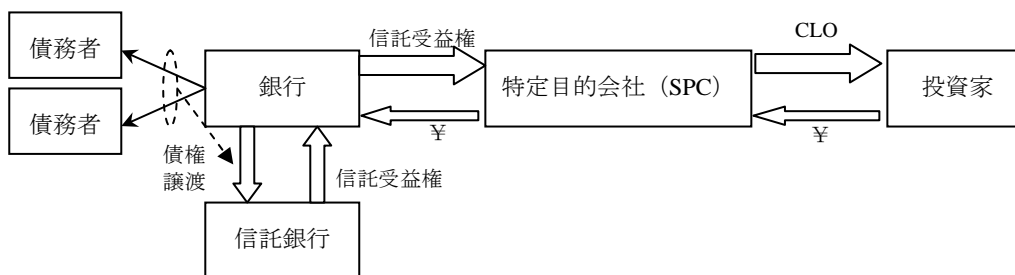 債務者
債務者
銀行
信託受益権
￥
特定目的会社（SPC）
CLO
￥
投資家
債権
譲渡
信託受益権
信託銀行